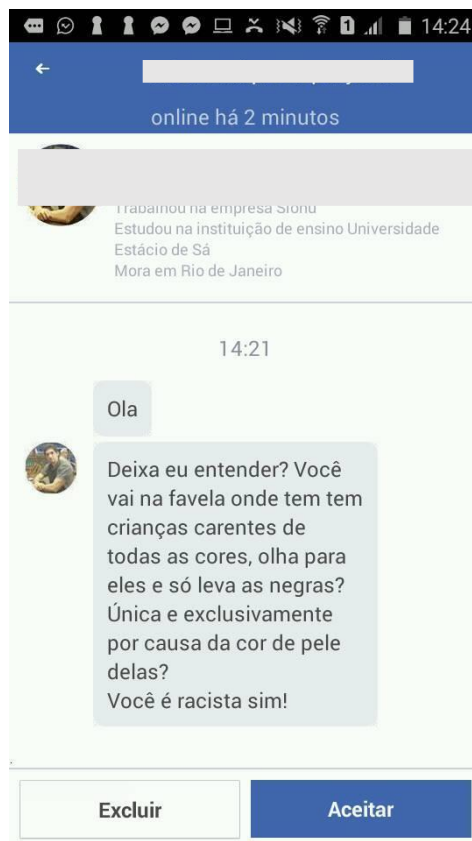 14:24
online há 2 minutos
Trabalhou na empresa Sionu
Estudou na instituição de ensino Universidade
Estácio de Sá
Mora em Rio de Janeiro
14:21
Ola
Deixa eu entender? Você
vai na favela onde tem tem
crianças carentes de
todas as cores, olha para
eles e só leva as negras?
Única e exclusivamente
por causa da cor de pele
delas?
Você é racista sim!
Excluir
Aceitar